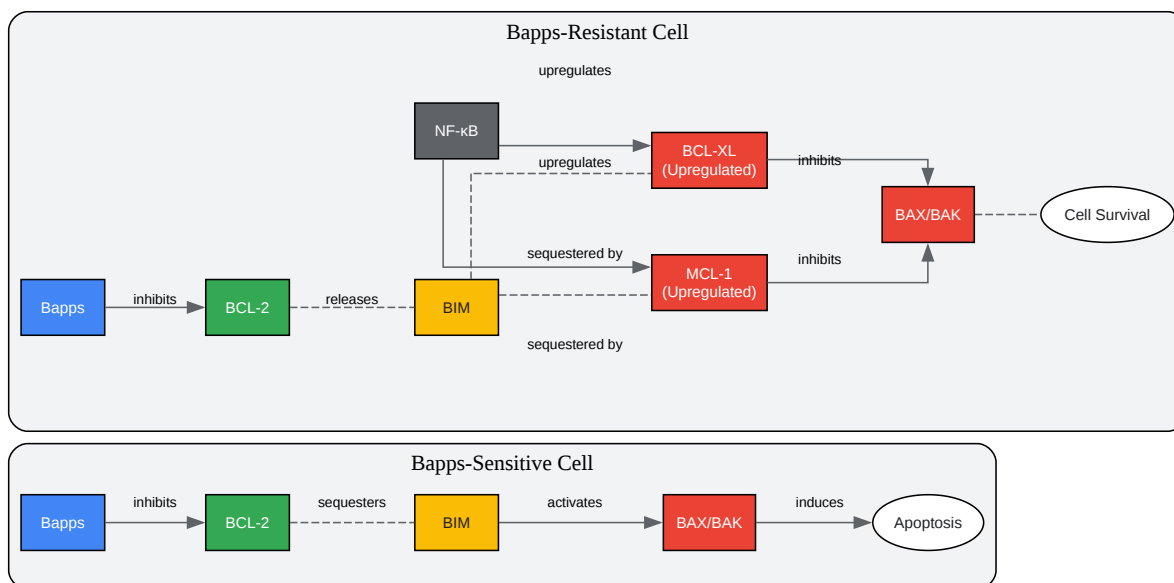 Bapps-Resistant Cell
upregulates
NF-κB
BCL-XL
(Upregulated)
upregulates
inhibits
BAX/BAK
Cell Survival
sequestered by
MCL-1
(Upregulated)
inhibits
Bapps
inhibits
BCL-2
releases
BIM
sequestered by
Bapps-Sensitive Cell
Bapps
inhibits
BCL-2
sequesters
BIM
activates
BAX/BAK
induces
Apoptosis